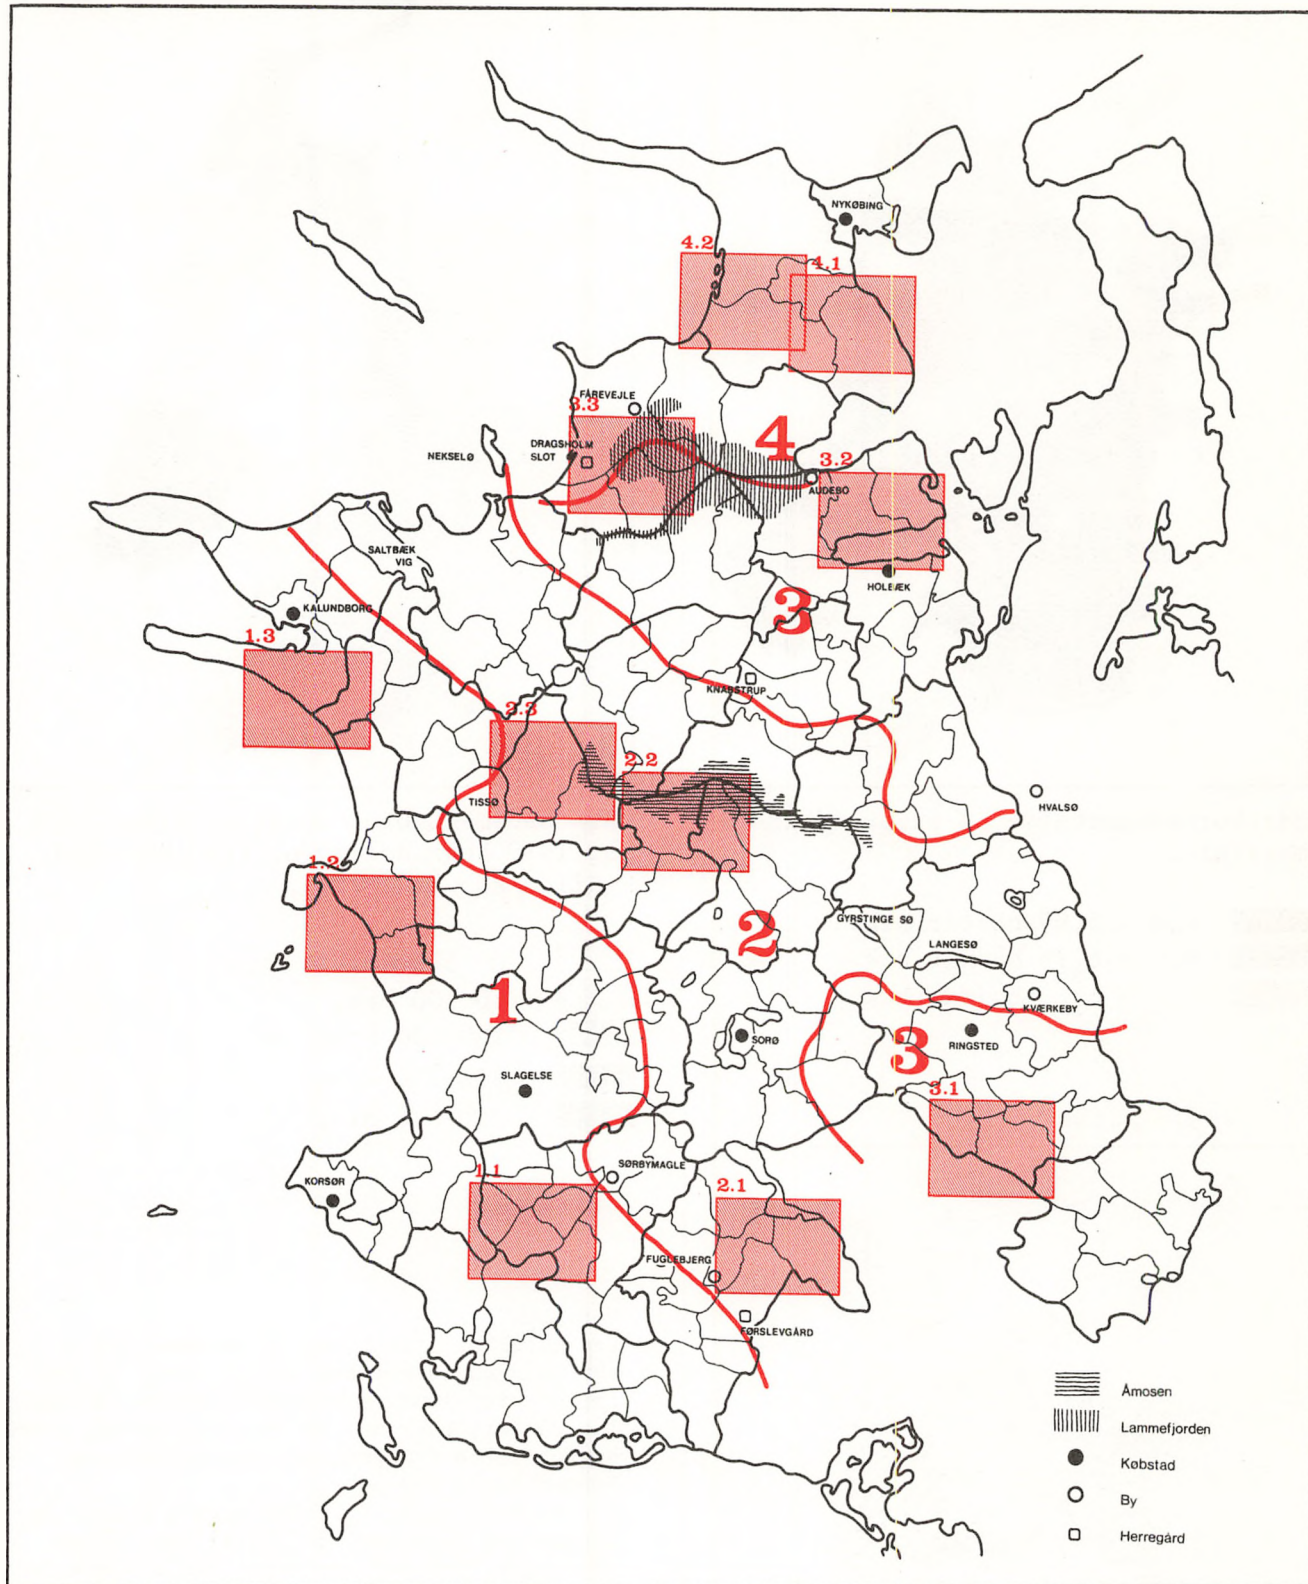 NYKØBING
4.2
4.1
FÅREVEJLE
3.3
4
DRAGSHOLM
SLOT
NEKSELØ
3.2
AUDEBO
SALTBÆK
VIG
HOLBÆK
KALUNDBORG
3
1.3
KNABSTRUP
2.3
2.2
TISSØ
HVALSØ
1.2
GYRSTINGE SØ
2
LANGESØ
1
KVÆRKEBY
SORØ
3
RINGSTED
SLAGELSE
3.1
SØRBYMAGLE
1.1
KORSØR
2.1
FUGLEBJERG
FØRSLEVGÅRD
Åmosen
Lammefjorden
Købstad
By
Herregård